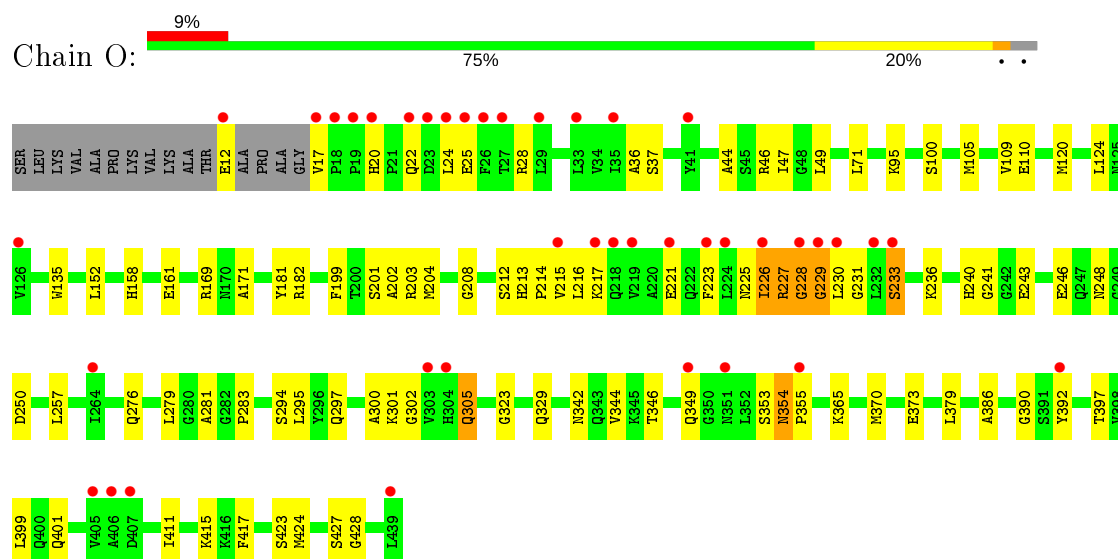 9%
Chain O:
75% 20% • •
SER LEU LYS VAL ALA PRO LYS VAL LYS ALA THR E12 ALA PRO ALA GLY V17 P18 P19 H20 P21 Q22 D23 L24 E25 F26 T27 R28 L29 L33 V34 I35 A36 S37 Y41 A44 S45 R46 I47 G48 L49 L71 K95 S100 M105 V109 E110 M120 L124 N125
V126 W135 L152 H158 E161 R169 N170 A171 Y181 R182 F199 T200 S201 A202 R203 M204 G208 S212 H213 P214 V215 L216 K217 Q218 V219 A220 E221 Q222 F223 L224 N225 I226 R227 G228 G229 L230 G231 L232 S233 K236 H240 G241 G242 E243 E246 Q247 N248 G249
D250 L257 I264 Q276 L279 G280 A281 G282 P283 S294 L295 Y296 Q297 A300 K301 G302 V303 H304 Q305 G323 Q329 N342 Q343 V344 K345 T346 Q349 G350 N351 L352 S353 N354 P355 K365 M370 E373 L379 A386 G390 S391 Y392 T397 V398
L399 Q400 Q401 V405 A406 D407 I411 K415 K416 F417 S423 M424 S427 G428 L439